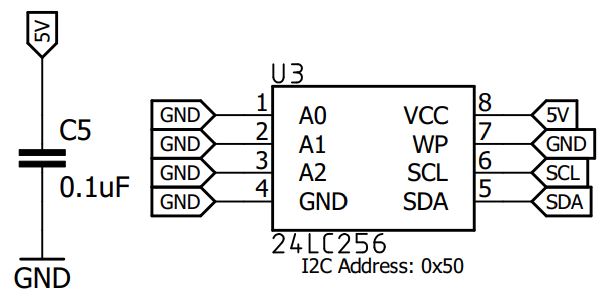 5V
C5
0.1uF
GND
U3
GND 1 A0 VCC 8 5V
GND 2 A1 WP 7 GND
GND 3 A2 SCL 6 SCL
GND 4 GND SDA 5 SDA
24LC256
I2C Address: 0x50